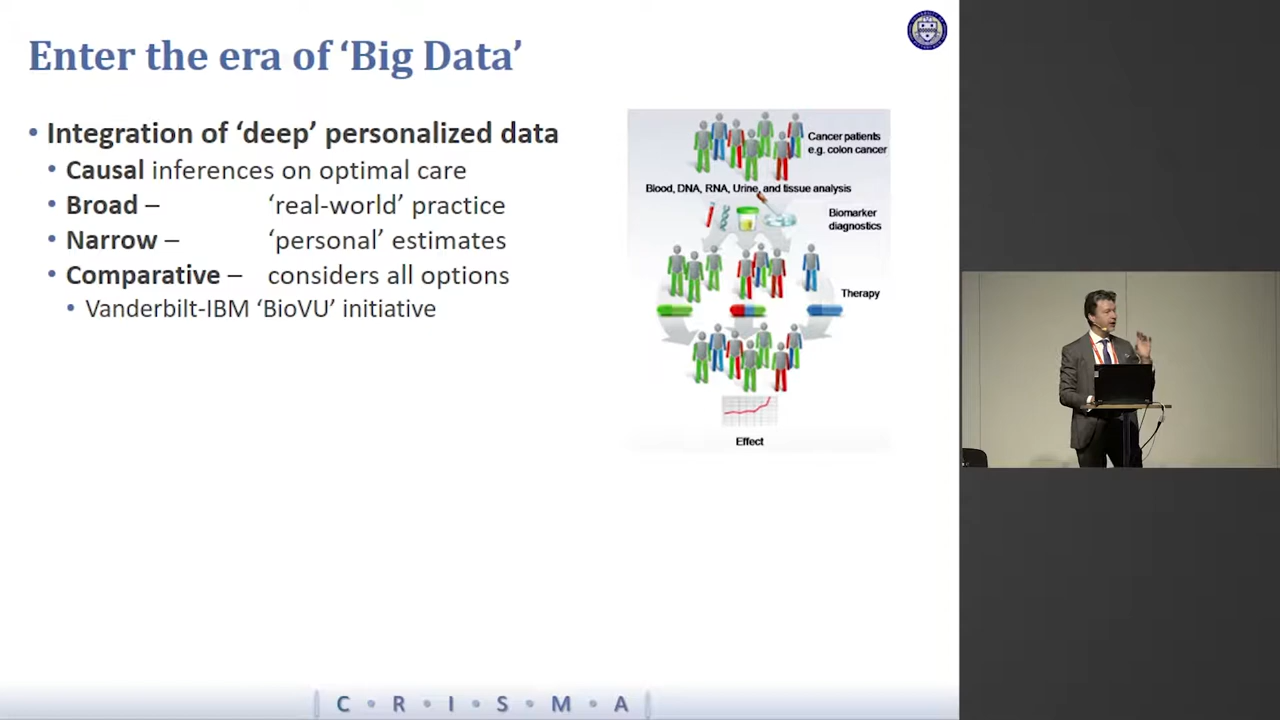 Enter the era of ‘Big Data’
• Integration of ‘deep’ personalized data
• Causal inferences on optimal care
• Broad – ‘real-world’ practice
• Narrow – ‘personal’ estimates
• Comparative – considers all options
• Vanderbilt-IBM ‘BioVU’ initiative
Cancer patients
e.g. colon cancer
Blood, DNA, RNA, Urine, and tissue analysis
Biomarker
diagnostics
Therapy
Effect
C • R • I • S • M • A